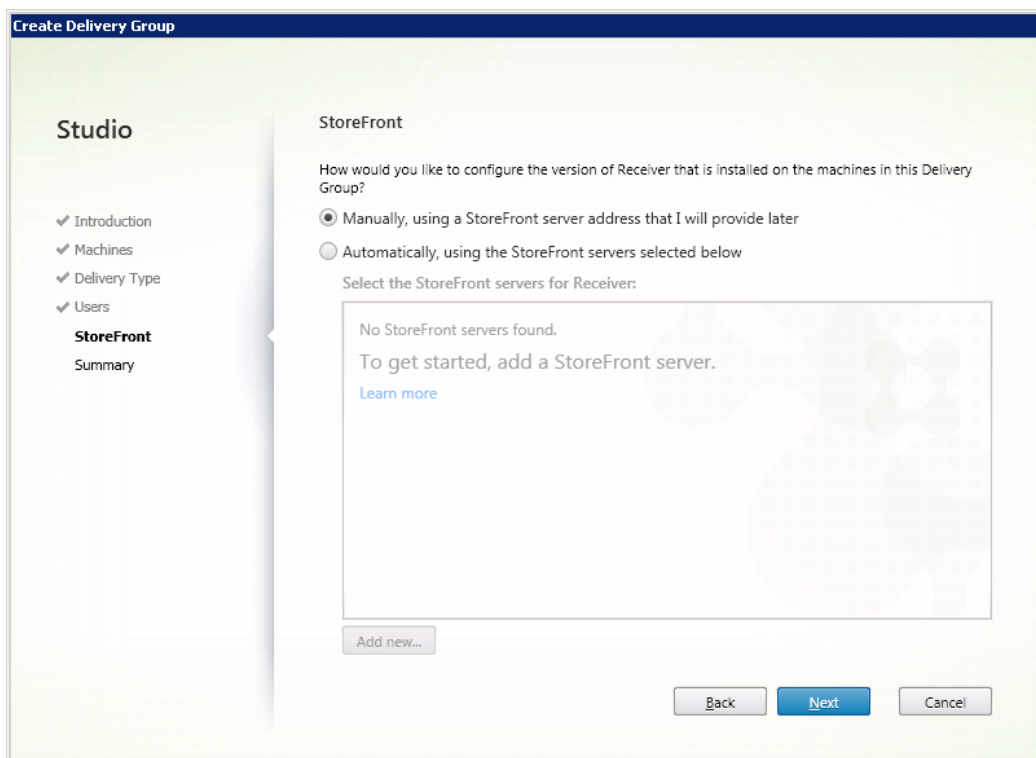 Create Delivery Group
Studio
Introduction
Machines
Delivery Type
Users
StoreFront
Summary
StoreFront
How would you like to configure the version of Receiver that is installed on the machines in this Delivery
Group?
Manually, using a StoreFront server address that I will provide later
Automatically, using the StoreFront servers selected below
Select the StoreFront servers for Receiver:
No StoreFront servers found.
To get started, add a StoreFront server.
Learn more
Add new...
Back
Next
Cancel